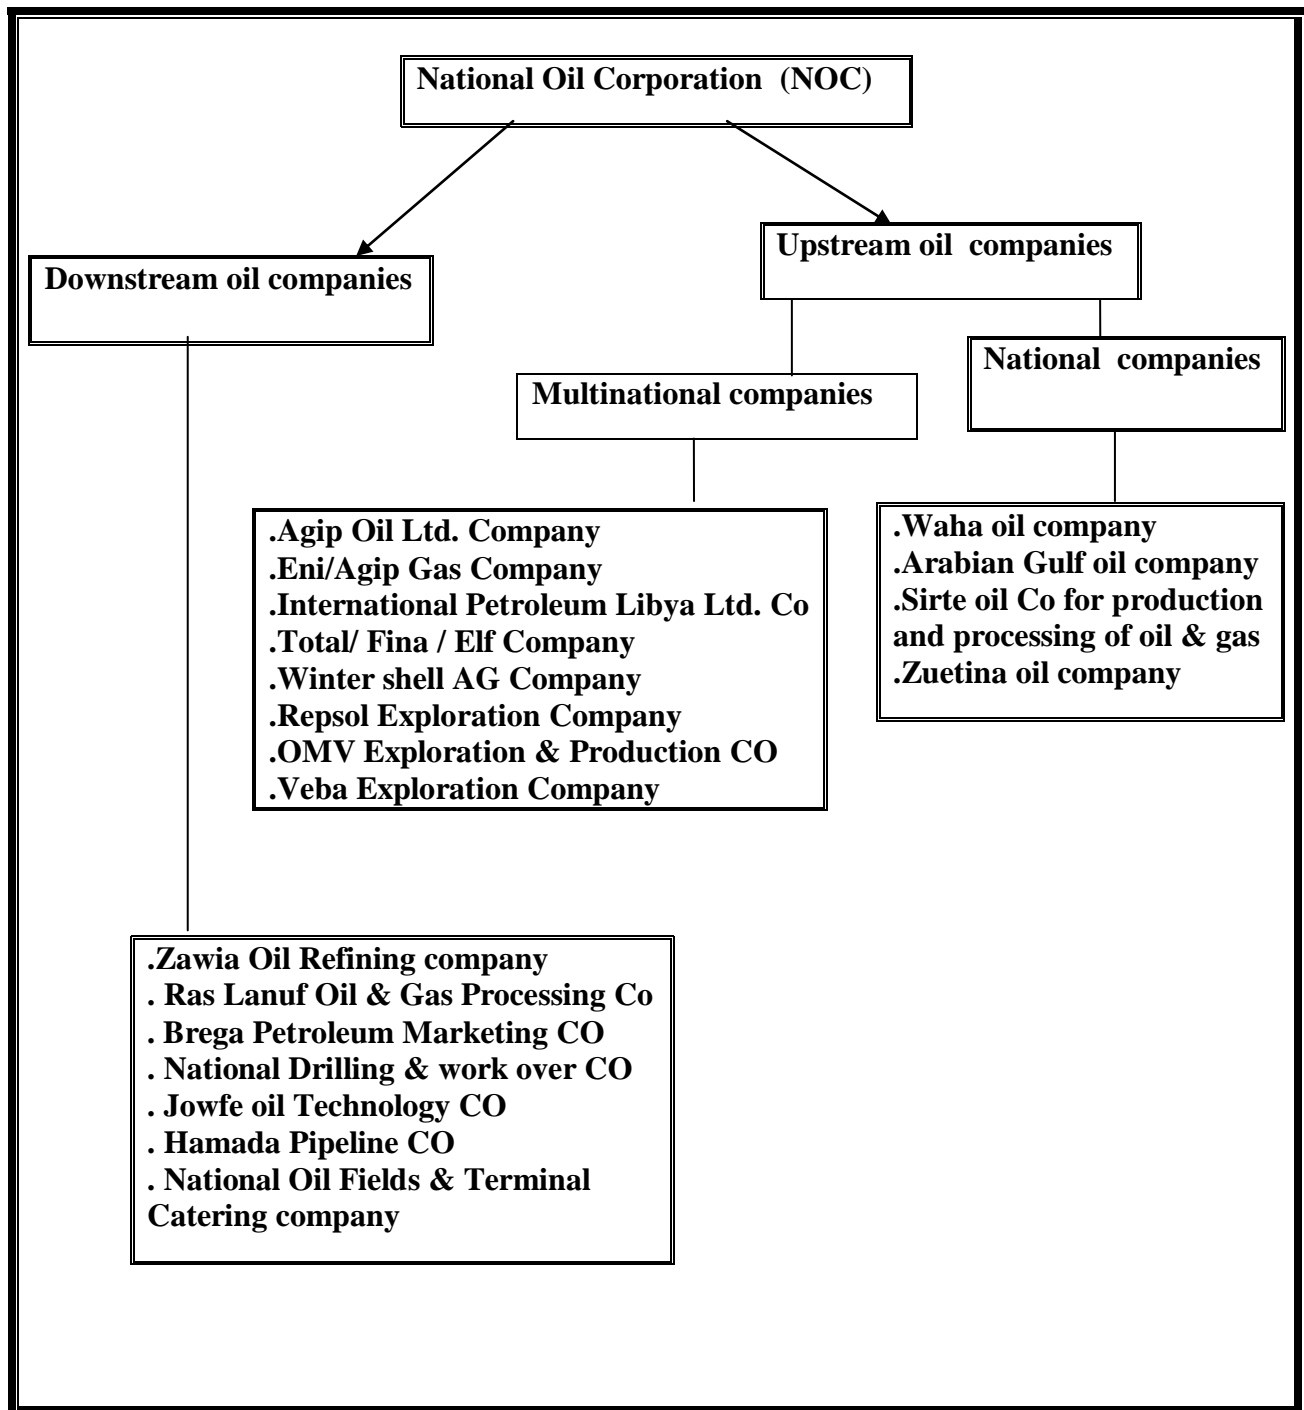 National Oil Corporation (NOC)
Downstream oil companies
Upstream oil companies
Multinational companies
National companies
.Agip Oil Ltd. Company
.Eni/Agip Gas Company
.International Petroleum Libya Ltd. Co
.Total/ Fina / Elf Company
.Winter shell AG Company
.Repsol Exploration Company
.OMV Exploration & Production CO
.Veba Exploration Company
.Waha oil company
.Arabian Gulf oil company
.Sirte oil Co for production
and processing of oil & gas
.Zuetina oil company
.Zawia Oil Refining company
. Ras Lanuf Oil & Gas Processing Co
. Brega Petroleum Marketing CO
. National Drilling & work over CO
. Jowfe oil Technology CO
. Hamada Pipeline CO
. National Oil Fields & Terminal
Catering company